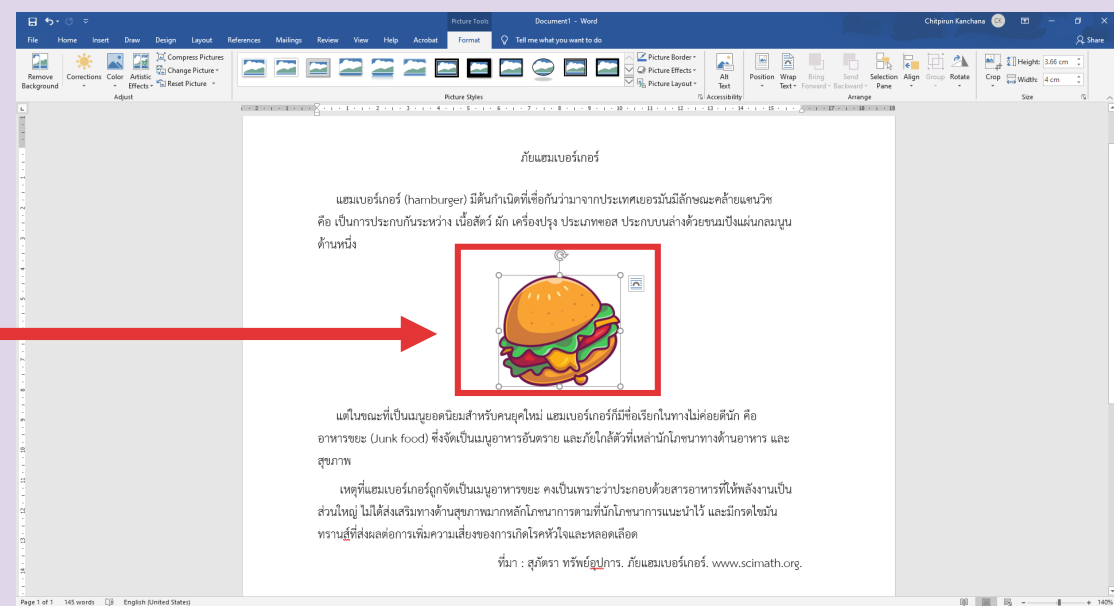 Picture Tools
Document1 - Word
Chitpirun Kanchana
CK
File Home Insert Draw Design Layout References Mailings Review View Help Acrobat Format Tell me what you want to do Share
Remove Background
Corrections
Color
Artistic Effects
Compress Pictures
Change Picture
Reset Picture
Picture Border
Picture Effects
Picture Layout
Alt Text
Position
Wrap Text
Bring Forward
Send Backward
Selection Pane
Align
Group
Rotate
Crop
Height: 3.66 cm
Width: 4 cm
Adjust
Picture Styles
Accessibility
Arrange
Size
ภัยแฮมเบอร์เกอร์
แฮมเบอร์เกอร์ (hamburger) มีต้นกำเนิดที่เชื่อกันว่ามาจากประเทศเยอรมันมีลักษณะคล้ายแซนวิช
คือ เป็นการประกบกันระหว่าง เนื้อสัตว์ ผัก เครื่องปรุง ประเภทซอส ประกบบนล่างด้วยขนมปังแผ่นกลมนูน
ด้านหนึ่ง
แต่ในขณะที่เป็นเมนูยอดนิยมสำหรับคนยุคใหม่ แฮมเบอร์เกอร์ก็มีชื่อเรียกในทางไม่ค่อยดีนัก คือ
อาหารขยะ (Junk food) ซึ่งจัดเป็นเมนูอาหารอันตราย และภัยใกล้ตัวที่เหล่านักโภชนาทางด้านอาหาร และ
สุขภาพ
เหตุที่แฮมเบอร์เกอร์ถูกจัดเป็นเมนูอาหารขยะ คงเป็นเพราะว่าประกอบด้วยสารอาหารที่ให้พลังงานเป็น
ส่วนใหญ่ ไม่ได้ส่งเสริมทางด้านสุขภาพมากหลักโภชนาการตามที่นักโภชนาการแนะนำไว้ และมีกรดไขมัน
ทรานส์ที่ส่งผลต่อการเพิ่มความเสี่ยงของการเกิดโรคหัวใจและหลอดเลือด
ที่มา : สุภัตรา ทรัพย์อุปการ. ภัยแฮมเบอร์เกอร์. www.scimath.org.
Page 1 of 1 145 words English (United States) 140%